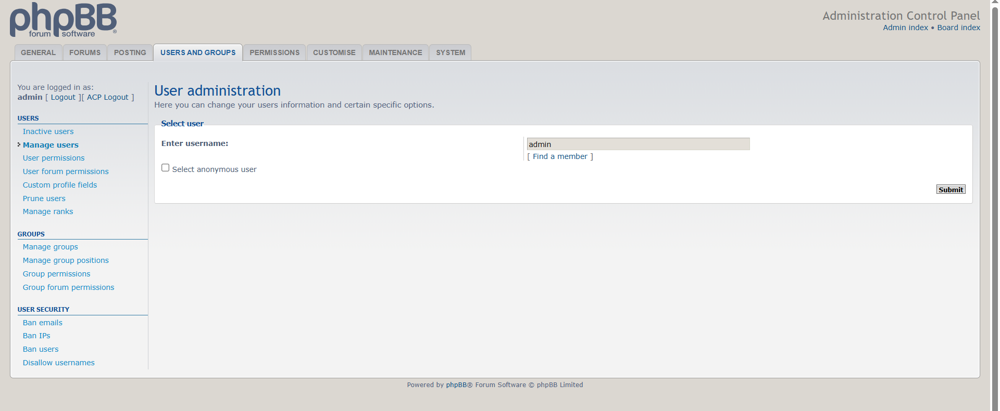 phpBB®
forum software
Administration Control Panel
Admin index • Board index
GENERAL FORUMS POSTING USERS AND GROUPS PERMISSIONS CUSTOMISE MAINTENANCE SYSTEM
You are logged in as:
admin [ Logout ][ ACP Logout ]
USERS
Inactive users
Manage users
User permissions
User forum permissions
Custom profile fields
Prune users
Manage ranks
GROUPS
Manage groups
Manage group positions
Group permissions
Group forum permissions
USER SECURITY
Ban emails
Ban IPs
Ban users
Disallow usernames
User administration
Here you can change your users information and certain specific options.
Select user
Enter username:
admin
[ Find a member ]
Select anonymous user
Submit
Powered by phpBB® Forum Software © phpBB Limited